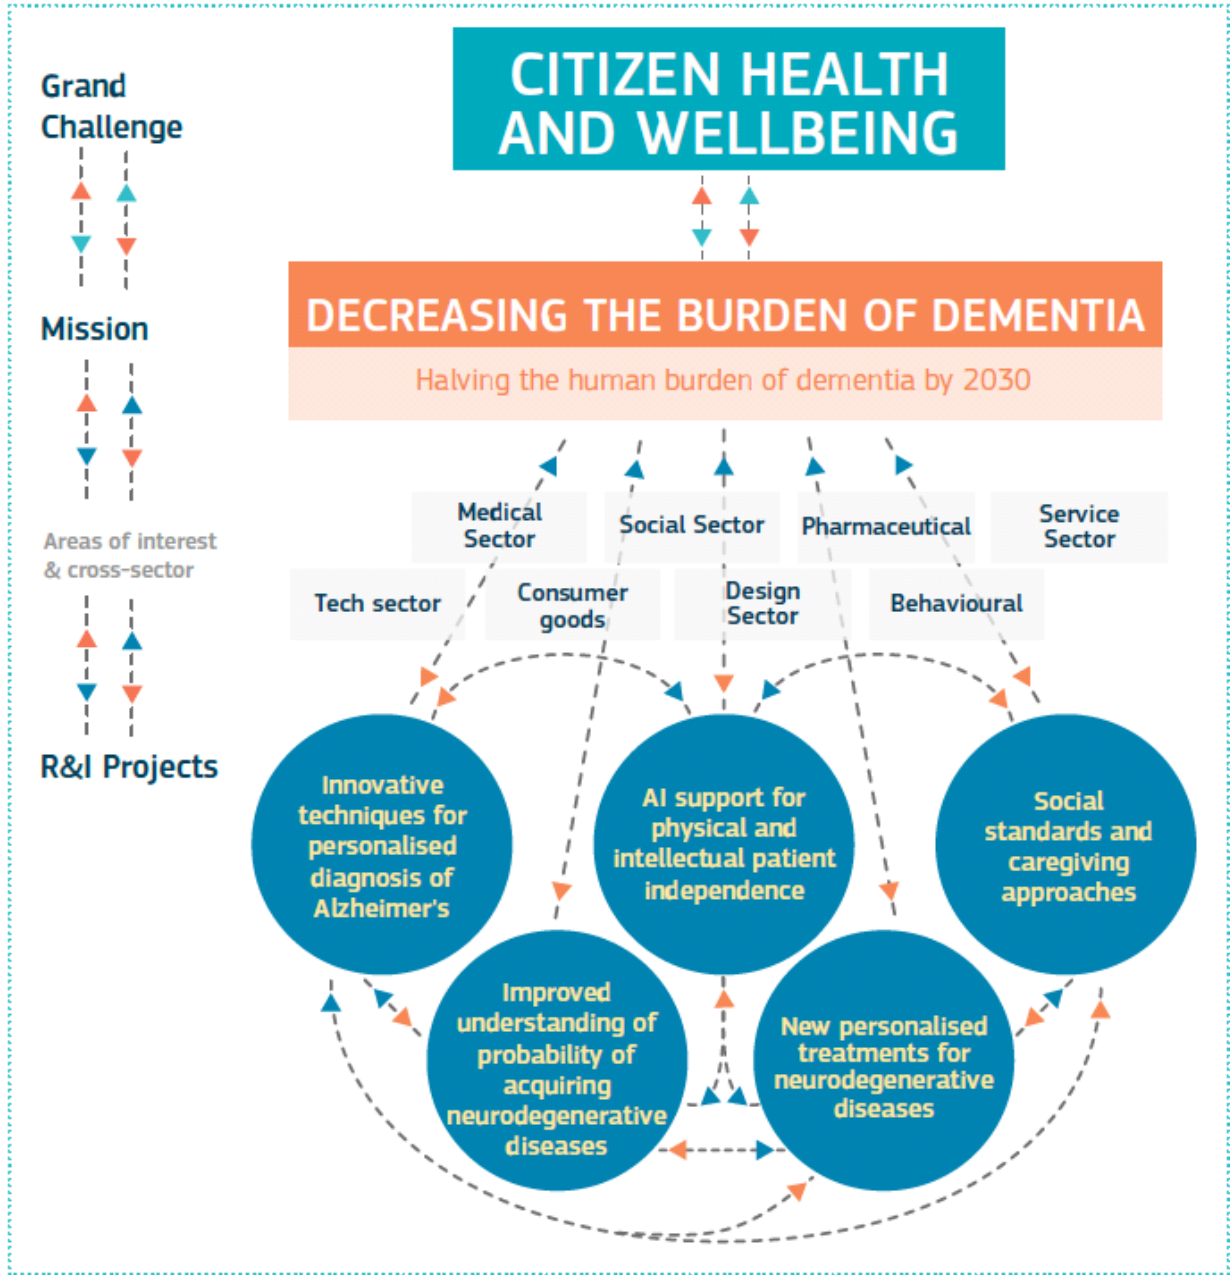 Grand
Challenge
CITIZEN HEALTH
AND WELLBEING
Mission
DECREASING THE BURDEN OF DEMENTIA
Halving the human burden of dementia by 2030
Areas of interest
& cross-sector
Medical
Sector
Social Sector
Pharmaceutical
Service
Sector
Tech sector
Consumer
goods
Design
Sector
Behavioural
R&I Projects
Innovative
techniques for
personalised
diagnosis of
Alzheimer's
AI support for
physical and
intellectual patient
independence
Social
standards and
caregiving
approaches
Improved
understanding of
probability of
acquiring
neurodegenerative
diseases
New personalised
treatments for
neurodegenerative
diseases